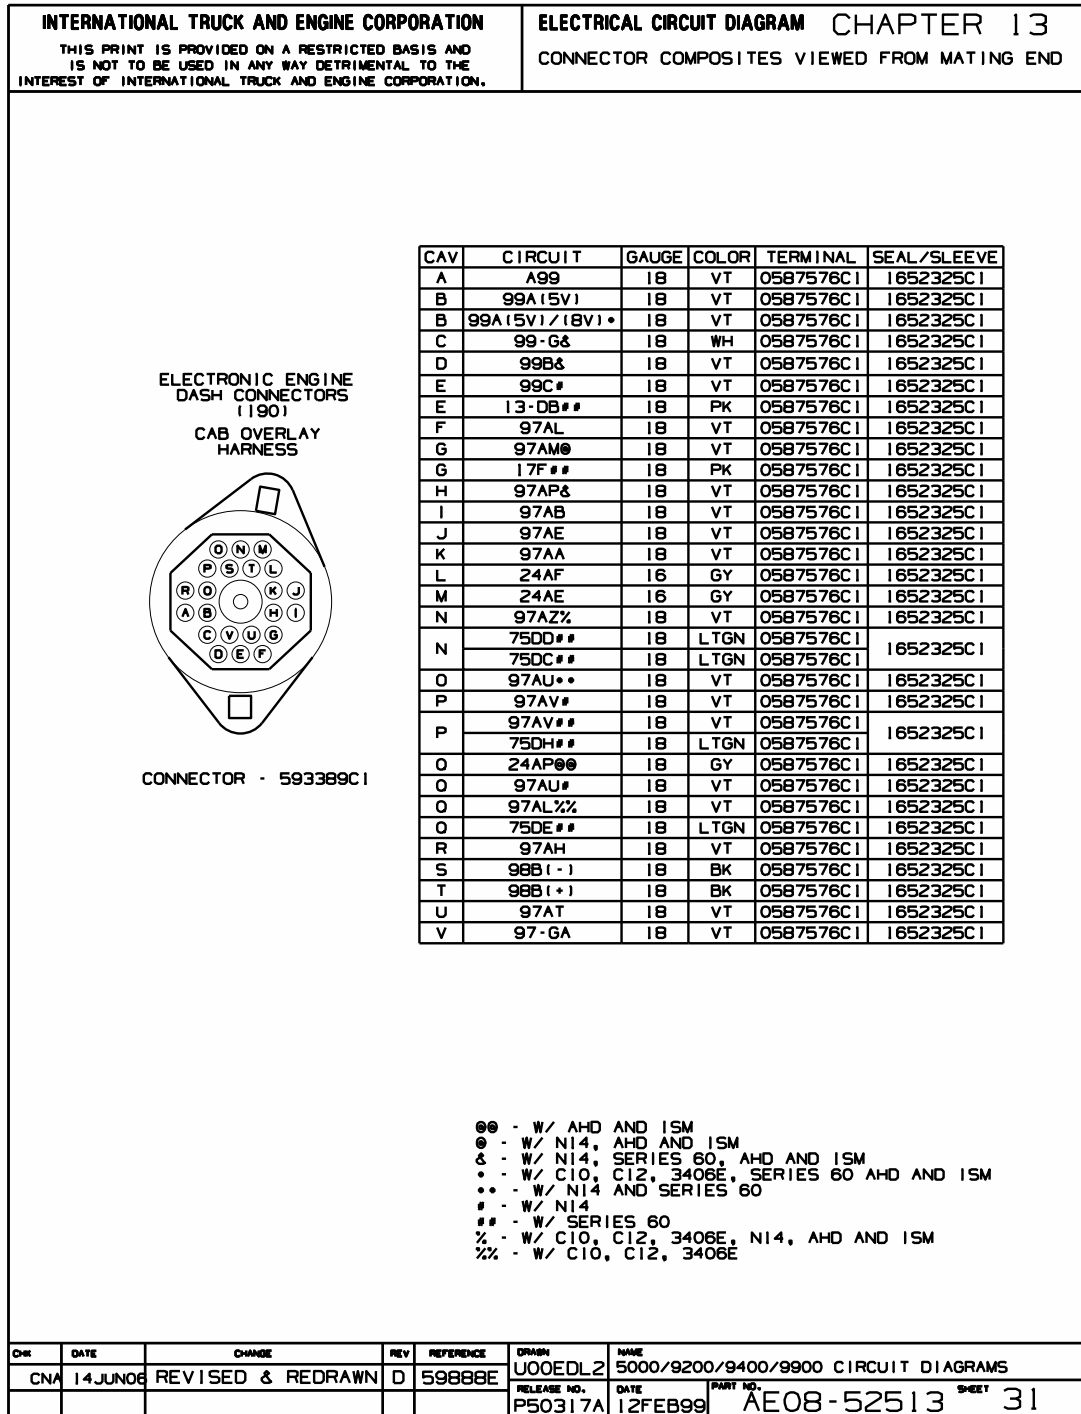 INTERNATIONAL TRUCK AND ENGINE CORPORATION
THIS PRINT IS PROVIDED ON A RESTRICTED BASIS AND
IS NOT TO BE USED IN ANY WAY DETRIMENTAL TO THE
INTEREST OF INTERNATIONAL TRUCK AND ENGINE CORPORATION.
ELECTRICAL CIRCUIT DIAGRAM CHAPTER 13
CONNECTOR COMPOSITES VIEWED FROM MATING END
ELECTRONIC ENGINE
DASH CONNECTORS
(190)
CAB OVERLAY
HARNESS
O N M
P S T L
R Q K J
A B H I
C V U G
D E F
CONNECTOR - 593389C1
CAV CIRCUIT GAUGE COLOR TERMINAL SEAL/SLEEVE
A A99 18 VT 0587576C1 1652325C1
B 99A(5V) 18 VT 0587576C1 1652325C1
B 99A(5V)/(8V)* 18 VT 0587576C1 1652325C1
C 99-G& 18 WH 0587576C1 1652325C1
D 99B& 18 VT 0587576C1 1652325C1
E 99C# 18 VT 0587576C1 1652325C1
E 13-DB## 18 PK 0587576C1 1652325C1
F 97AL 18 VT 0587576C1 1652325C1
G 97AM@ 18 VT 0587576C1 1652325C1
G 17F## 18 PK 0587576C1 1652325C1
H 97AP& 18 VT 0587576C1 1652325C1
I 97AB 18 VT 0587576C1 1652325C1
J 97AE 18 VT 0587576C1 1652325C1
K 97AA 18 VT 0587576C1 1652325C1
L 24AF 16 GY 0587576C1 1652325C1
M 24AE 16 GY 0587576C1 1652325C1
N 97AZ% 18 VT 0587576C1 1652325C1
N 75DD## 18 LTGN 0587576C1 1652325C1
75DC## 18 LTGN 0587576C1
O 97AU** 18 VT 0587576C1 1652325C1
P 97AV# 18 VT 0587576C1 1652325C1
P 97AV## 18 VT 0587576C1 1652325C1
75DH## 18 LTGN 0587576C1
Q 24AP@@ 18 GY 0587576C1 1652325C1
Q 97AU# 18 VT 0587576C1 1652325C1
Q 97AL%% 18 VT 0587576C1 1652325C1
Q 75DE## 18 LTGN 0587576C1 1652325C1
R 97AH 18 VT 0587576C1 1652325C1
S 98B(-) 18 BK 0587576C1 1652325C1
T 98B(+) 18 BK 0587576C1 1652325C1
U 97AT 18 VT 0587576C1 1652325C1
V 97-GA 18 VT 0587576C1 1652325C1
@@ - W/ AHD AND ISM
@ - W/ N14, AHD AND ISM
& - W/ N14, SERIES 60, AHD AND ISM
* - W/ C10, C12, 3406E, SERIES 60 AHD AND ISM
** - W/ N14 AND SERIES 60
# - W/ N14
## - W/ SERIES 60
% - W/ C10, C12, 3406E, N14, AHD AND ISM
%% - W/ C10, C12, 3406E
CHK DATE CHANGE REV REFERENCE DRAWN NAME
CNA 14JUN06 REVISED & REDRAWN D 59888E U00EDL2 5000/9200/9400/9900 CIRCUIT DIAGRAMS
RELEASE NO. DATE PART NO. SHEET
P50317A 12FEB99 AE08-52513 31